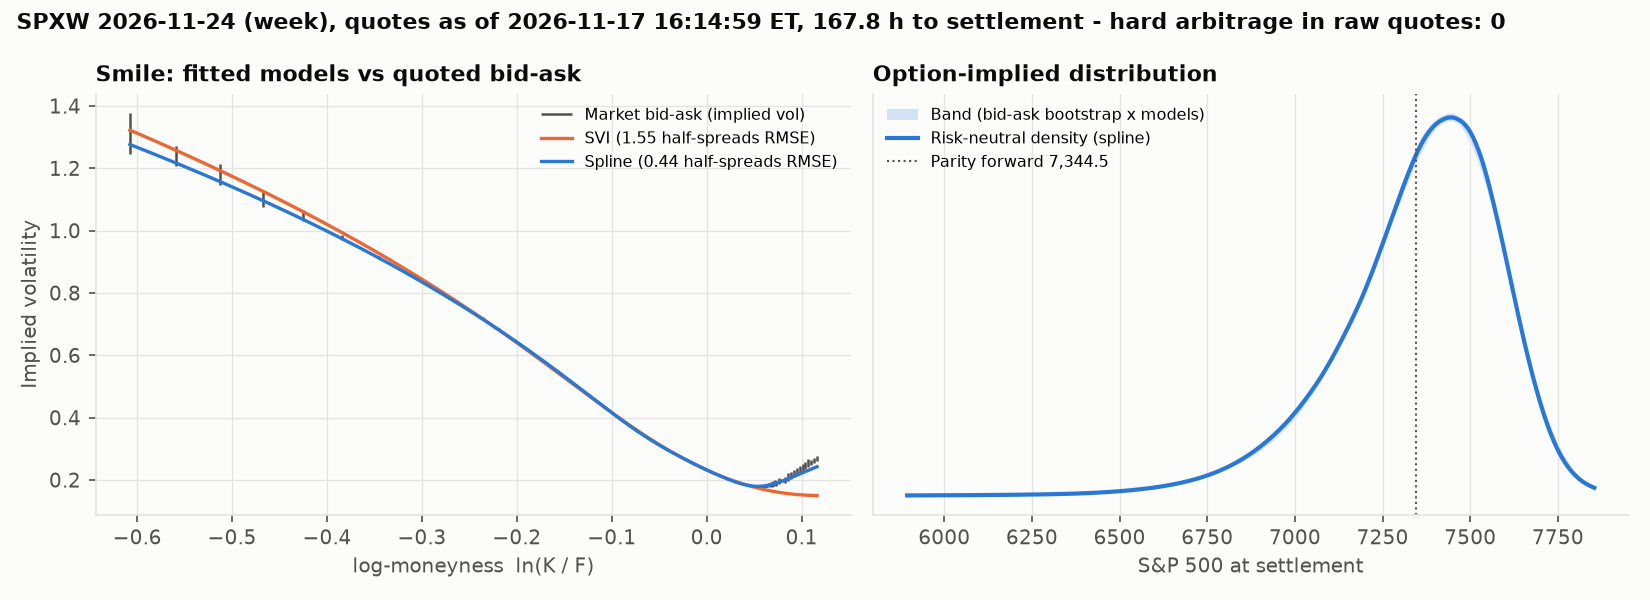 SPXW 2026-11-24 (week), quotes as of 2026-11-17 16:14:59 ET, 167.8 h to settlement - hard arbitrage in raw quotes: 0
Smile: fitted models vs quoted bid-ask
Market bid-ask (implied vol)
SVI (1.55 half-spreads RMSE)
Spline (0.44 half-spreads RMSE)
1.4
1.2
1.0
0.8
0.6
0.4
0.2
Implied volatility
−0.6 −0.5 −0.4 −0.3 −0.2 −0.1 0.0 0.1
log-moneyness ln(K / F)
Option-implied distribution
Band (bid-ask bootstrap x models)
Risk-neutral density (spline)
Parity forward 7,344.5
6000 6250 6500 6750 7000 7250 7500 7750
S&P 500 at settlement